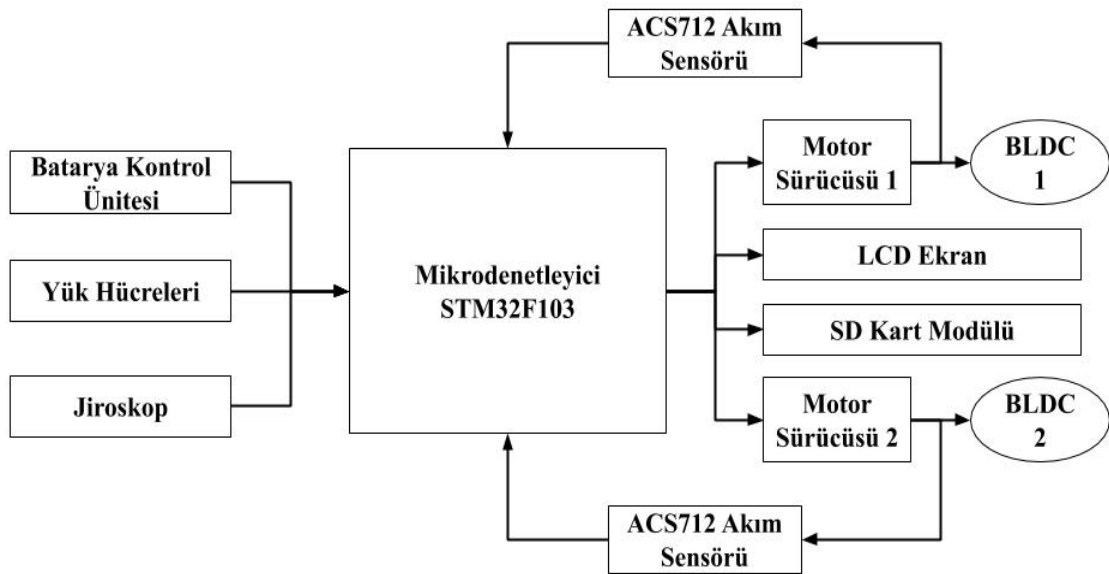 ACS712 Akım
Sensörü
Batarya Kontrol
Ünitesi
Yük Hücreleri
Jiroskop
Mikrodenetleyici
STM32F103
Motor
Sürücüsü 1
BLDC
1
LCD Ekran
SD Kart Modülü
Motor
Sürücüsü 2
BLDC
2
ACS712 Akım
Sensörü